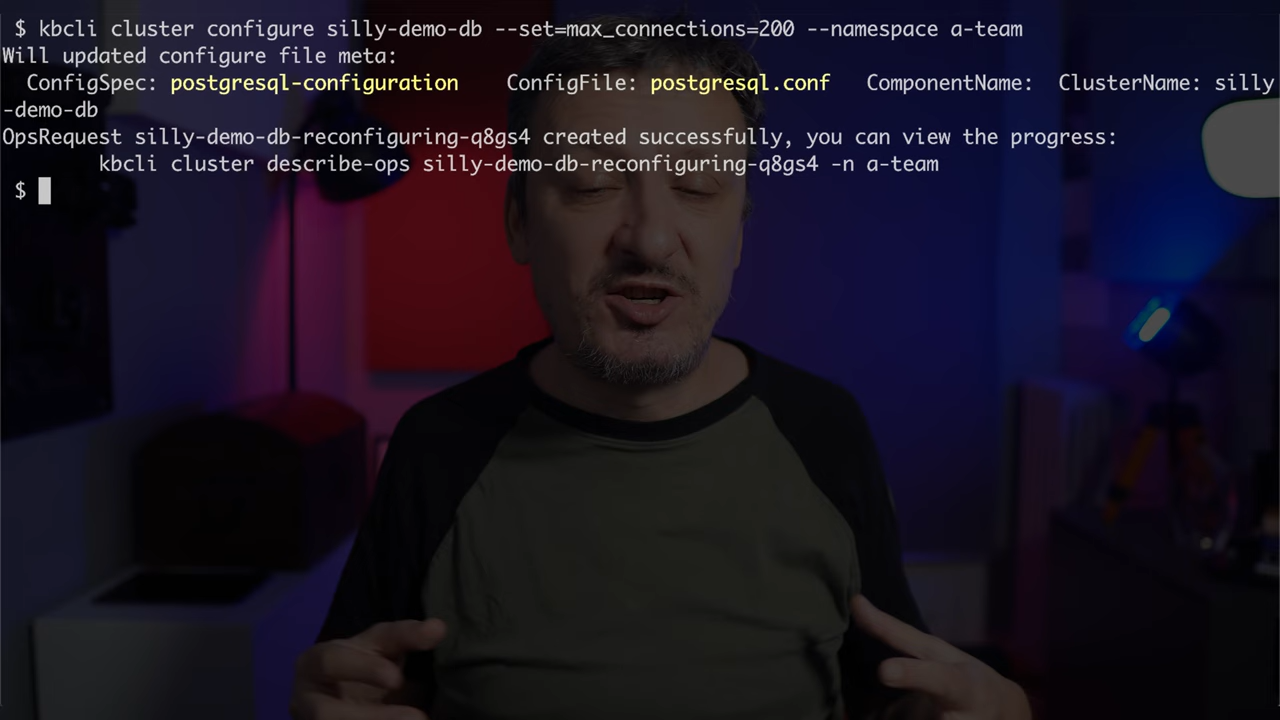 $ kbcli cluster configure silly-demo-db --set=max_connections=200 --namespace a-team
Will updated configure file meta:
  ConfigSpec: postgresql-configuration    ConfigFile: postgresql.conf   ComponentName:  ClusterName: silly
-demo-db
OpsRequest silly-demo-db-reconfiguring-q8gs4 created successfully, you can view the progress:
        kbcli cluster describe-ops silly-demo-db-reconfiguring-q8gs4 -n a-team
$